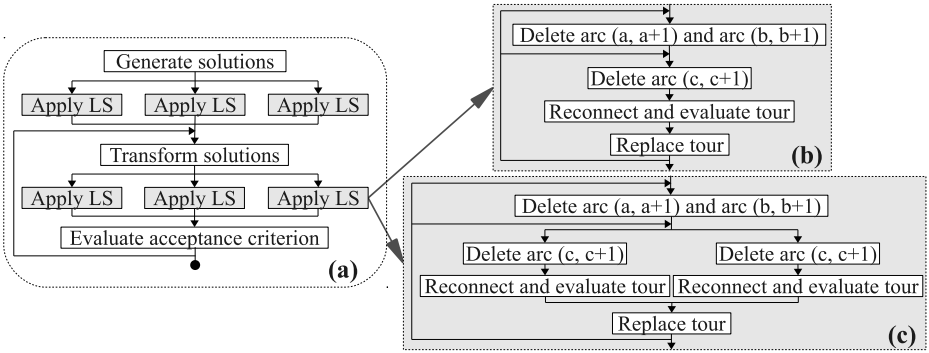 Generate solutions
Apply LS Apply LS Apply LS
Transform solutions
Apply LS Apply LS Apply LS
Evaluate acceptance criterion
(a)
Delete arc (a, a+1) and arc (b, b+1)
Delete arc (c, c+1)
Reconnect and evaluate tour
Replace tour
(b)
Delete arc (a, a+1) and arc (b, b+1)
Delete arc (c, c+1) Delete arc (c, c+1)
Reconnect and evaluate tour Reconnect and evaluate tour
Replace tour
(c)